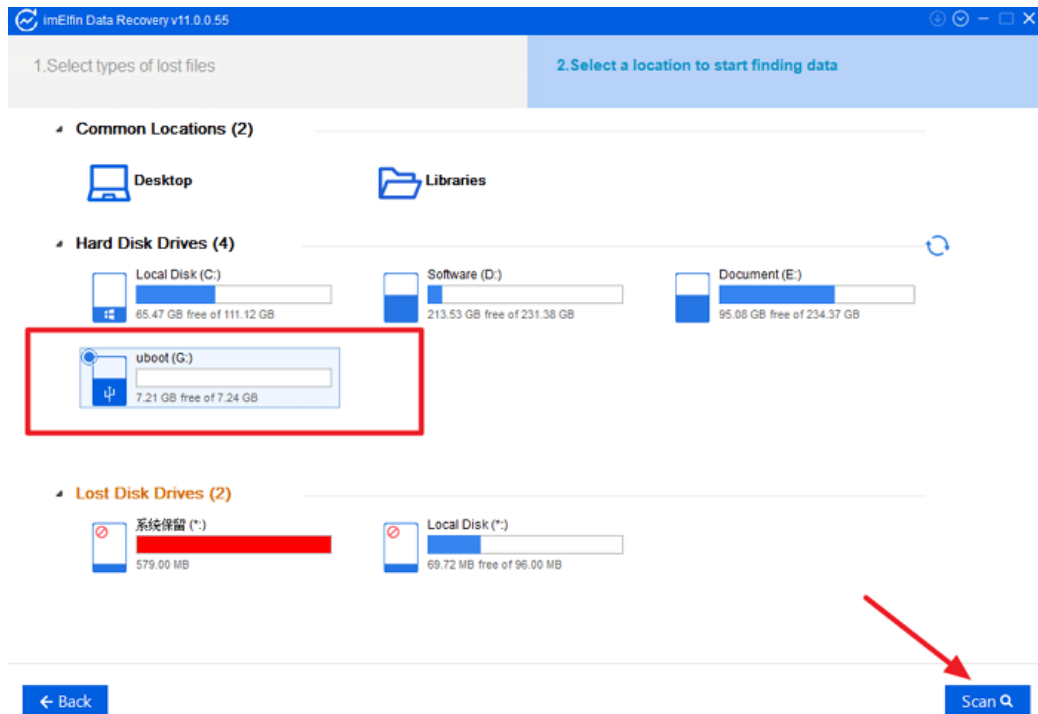 imElfin Data Recovery v11.0.0.55
1.Select types of lost files
2.Select a location to start finding data
Common Locations (2)
Desktop
Libraries
Hard Disk Drives (4)
Local Disk (C:)
65.47 GB free of 111.12 GB
Software (D:)
213.53 GB free of 231.38 GB
Document (E:)
95.08 GB free of 234.37 GB
uboot (G:)
7.21 GB free of 7.24 GB
Lost Disk Drives (2)
系统保留 (*:)
579.00 MB
Local Disk (*:)
69.72 MB free of 96.00 MB
Back
Scan